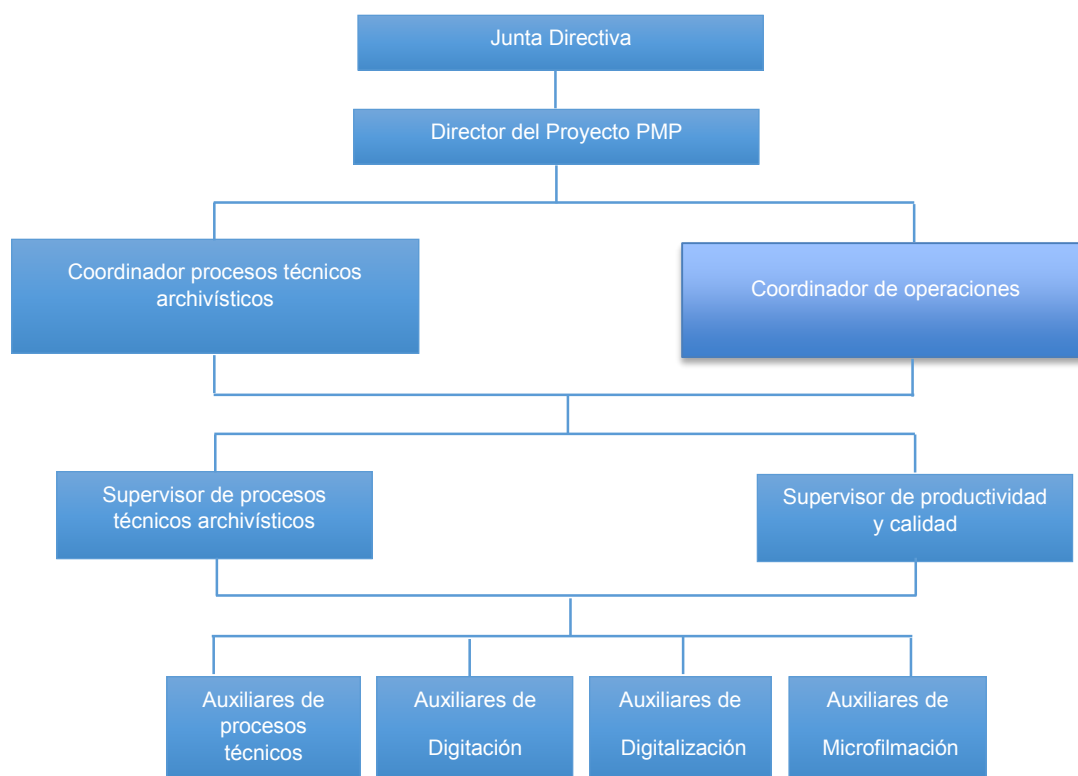 Junta Directiva
Director del Proyecto PMP
Coordinador procesos técnicos
archivísticos
Coordinador de operaciones
Supervisor de procesos
técnicos archivísticos
Supervisor de productividad
y calidad
Auxiliares de
procesos
técnicos
Auxiliares de
Digitación
Auxiliares de
Digitalización
Auxiliares de
Microfilmación